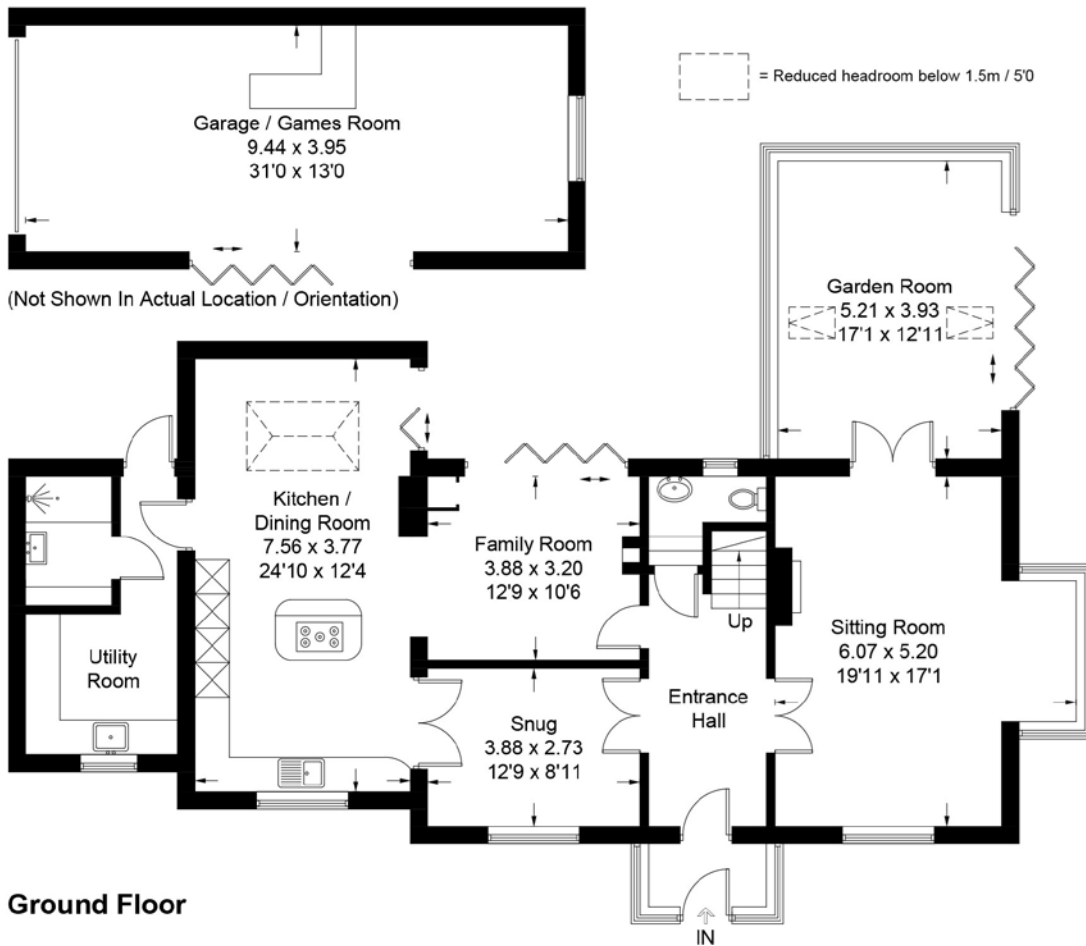 = Reduced headroom below 1.5m / 5'0
Garage / Games Room
9.44 x 3.95
31'0 x 13'0
(Not Shown In Actual Location / Orientation)
Garden Room
5.21 x 3.93
17'1 x 12'11
Kitchen /
Dining Room
7.56 x 3.77
24'10 x 12'4
Family Room
3.88 x 3.20
12'9 x 10'6
Up
Sitting Room
6.07 x 5.20
19'11 x 17'1
Utility
Room
Entrance
Hall
Snug
3.88 x 2.73
12'9 x 8'11
Ground Floor
IN